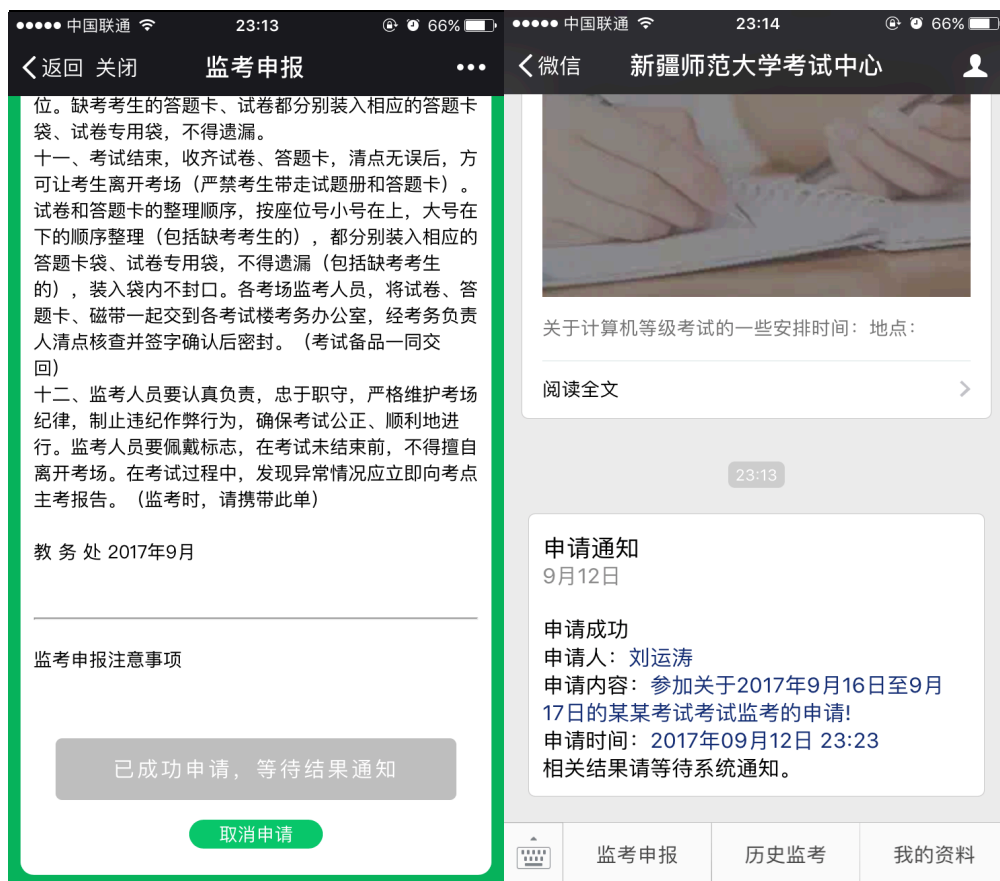 中国联通 23:13 66%
返回 关闭 监考申报
位。缺考考生的答题卡、试卷都分别装入相应的答题卡
袋、试卷专用袋，不得遗漏。
十一、考试结束，收齐试卷、答题卡，清点无误后，方
可让考生离开考场（严禁考生带走试题册和答题卡）。
试卷和答题卡的整理顺序，按座位号小号在上，大号在
下的顺序整理（包括缺考考生的），都分别装入相应的
答题卡袋、试卷专用袋，不得遗漏（包括缺考考生
的），装入袋内不封口。各考场监考人员，将试卷、答
题卡、磁带一起交到各考试楼考务办公室，经考务负责
人清点核查并签字确认后密封。（考试备品一同交
回）
十二、监考人员要认真负责，忠于职守，严格维护考场
纪律，制止违纪作弊行为，确保考试公正、顺利地进
行。监考人员要佩戴标志，在考试未结束前，不得擅自
离开考场。在考试过程中，发现异常情况应立即向考点
主考报告。（监考时，请携带此单）
教 务 处 2017年9月
监考申报注意事项
已成功申请，等待结果通知
取消申请
中国联通 23:14 66%
微信 新疆师范大学考试中心
关于计算机等级考试的一些安排时间：地点：
阅读全文
23:13
申请通知
9月12日
申请成功
申请人：刘运涛
申请内容：参加关于2017年9月16日至9月
17日的某某考试考试监考的申请!
申请时间：2017年09月12日 23:23
相关结果请等待系统通知。
监考申报 历史监考 我的资料